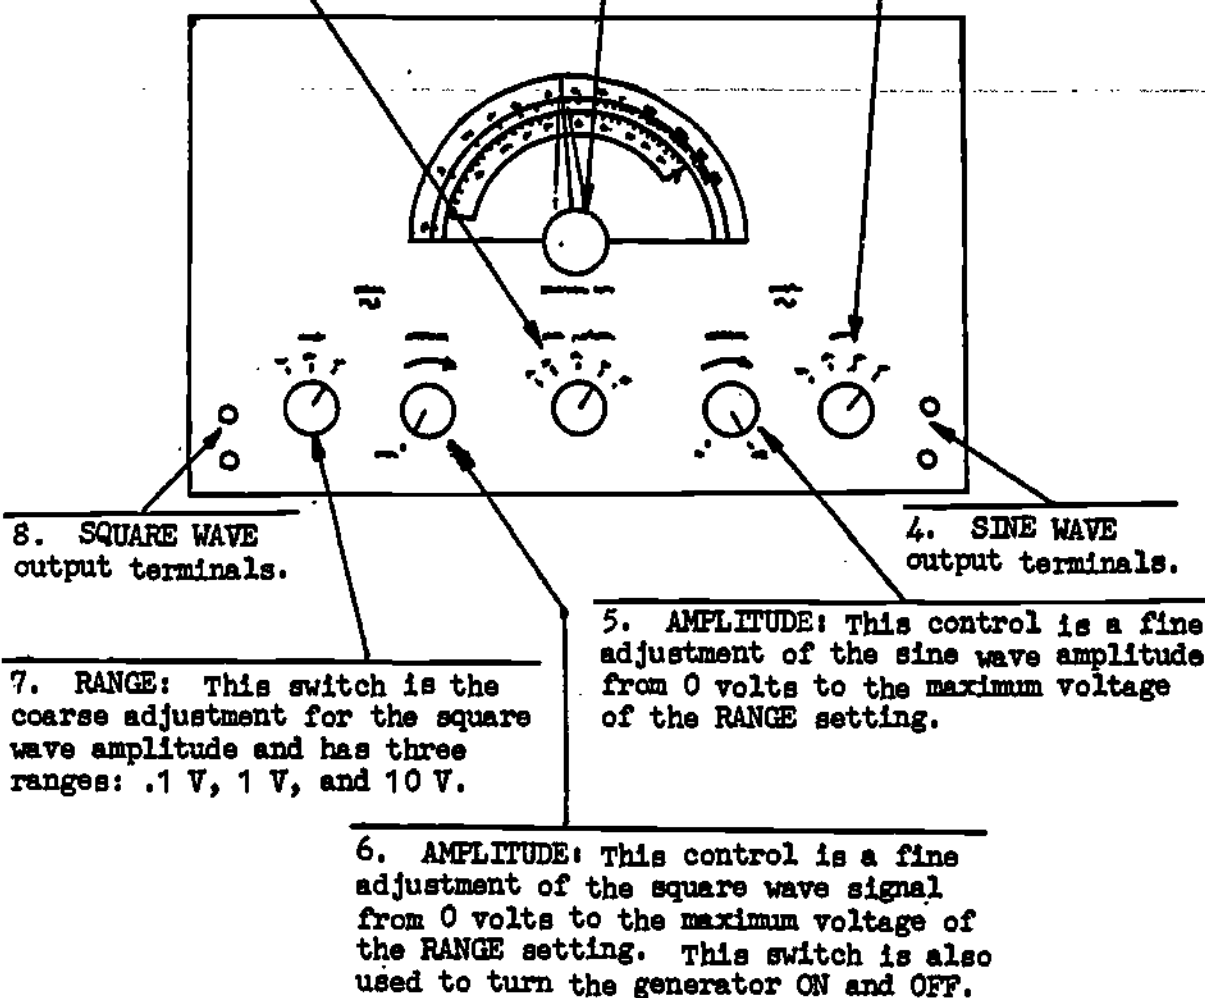 8. SQUARE WAVE
output terminals.
4. SINE WAVE
output terminals.
5. AMPLITUDE: This control is a fine
adjustment of the sine wave amplitude
from 0 volts to the maximum voltage
of the RANGE setting.
7. RANGE: This switch is the
coarse adjustment for the square
wave amplitude and has three
ranges: .1 V, 1 V, and 10 V.
6. AMPLITUDE: This control is a fine
adjustment of the square wave signal
from 0 volts to the maximum voltage of
the RANGE setting. This switch is also
used to turn the generator ON and OFF.